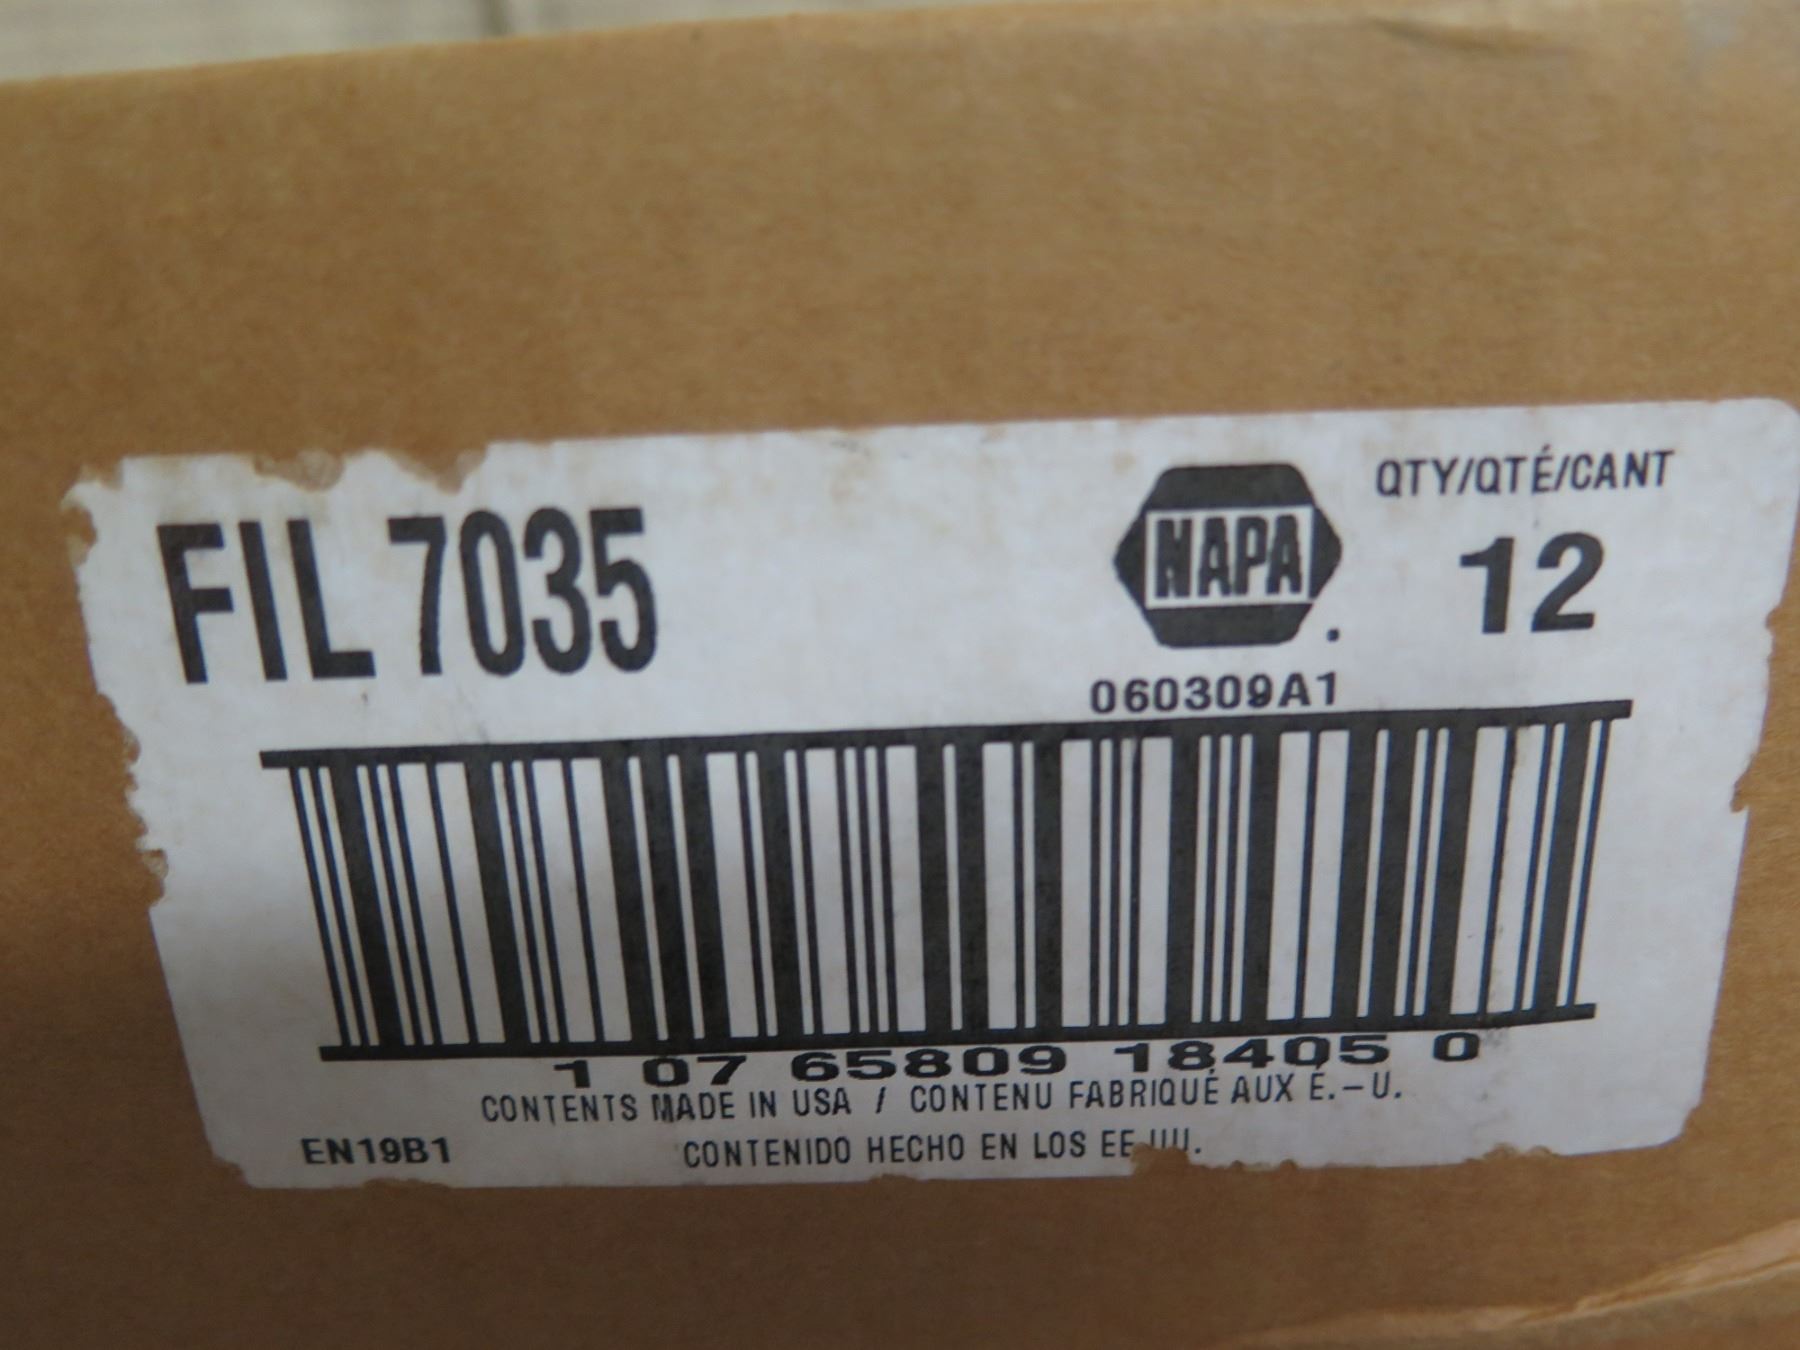 FIL 7035
NAPA
QTY/QTÉ/CANT
12
060309A1
1 07 65809 18405 0
CONTENTS MADE IN USA / CONTENU FABRIQUÉ AUX É.-U.
EN19B1
CONTENIDO HECHO EN LOS EE.UU.